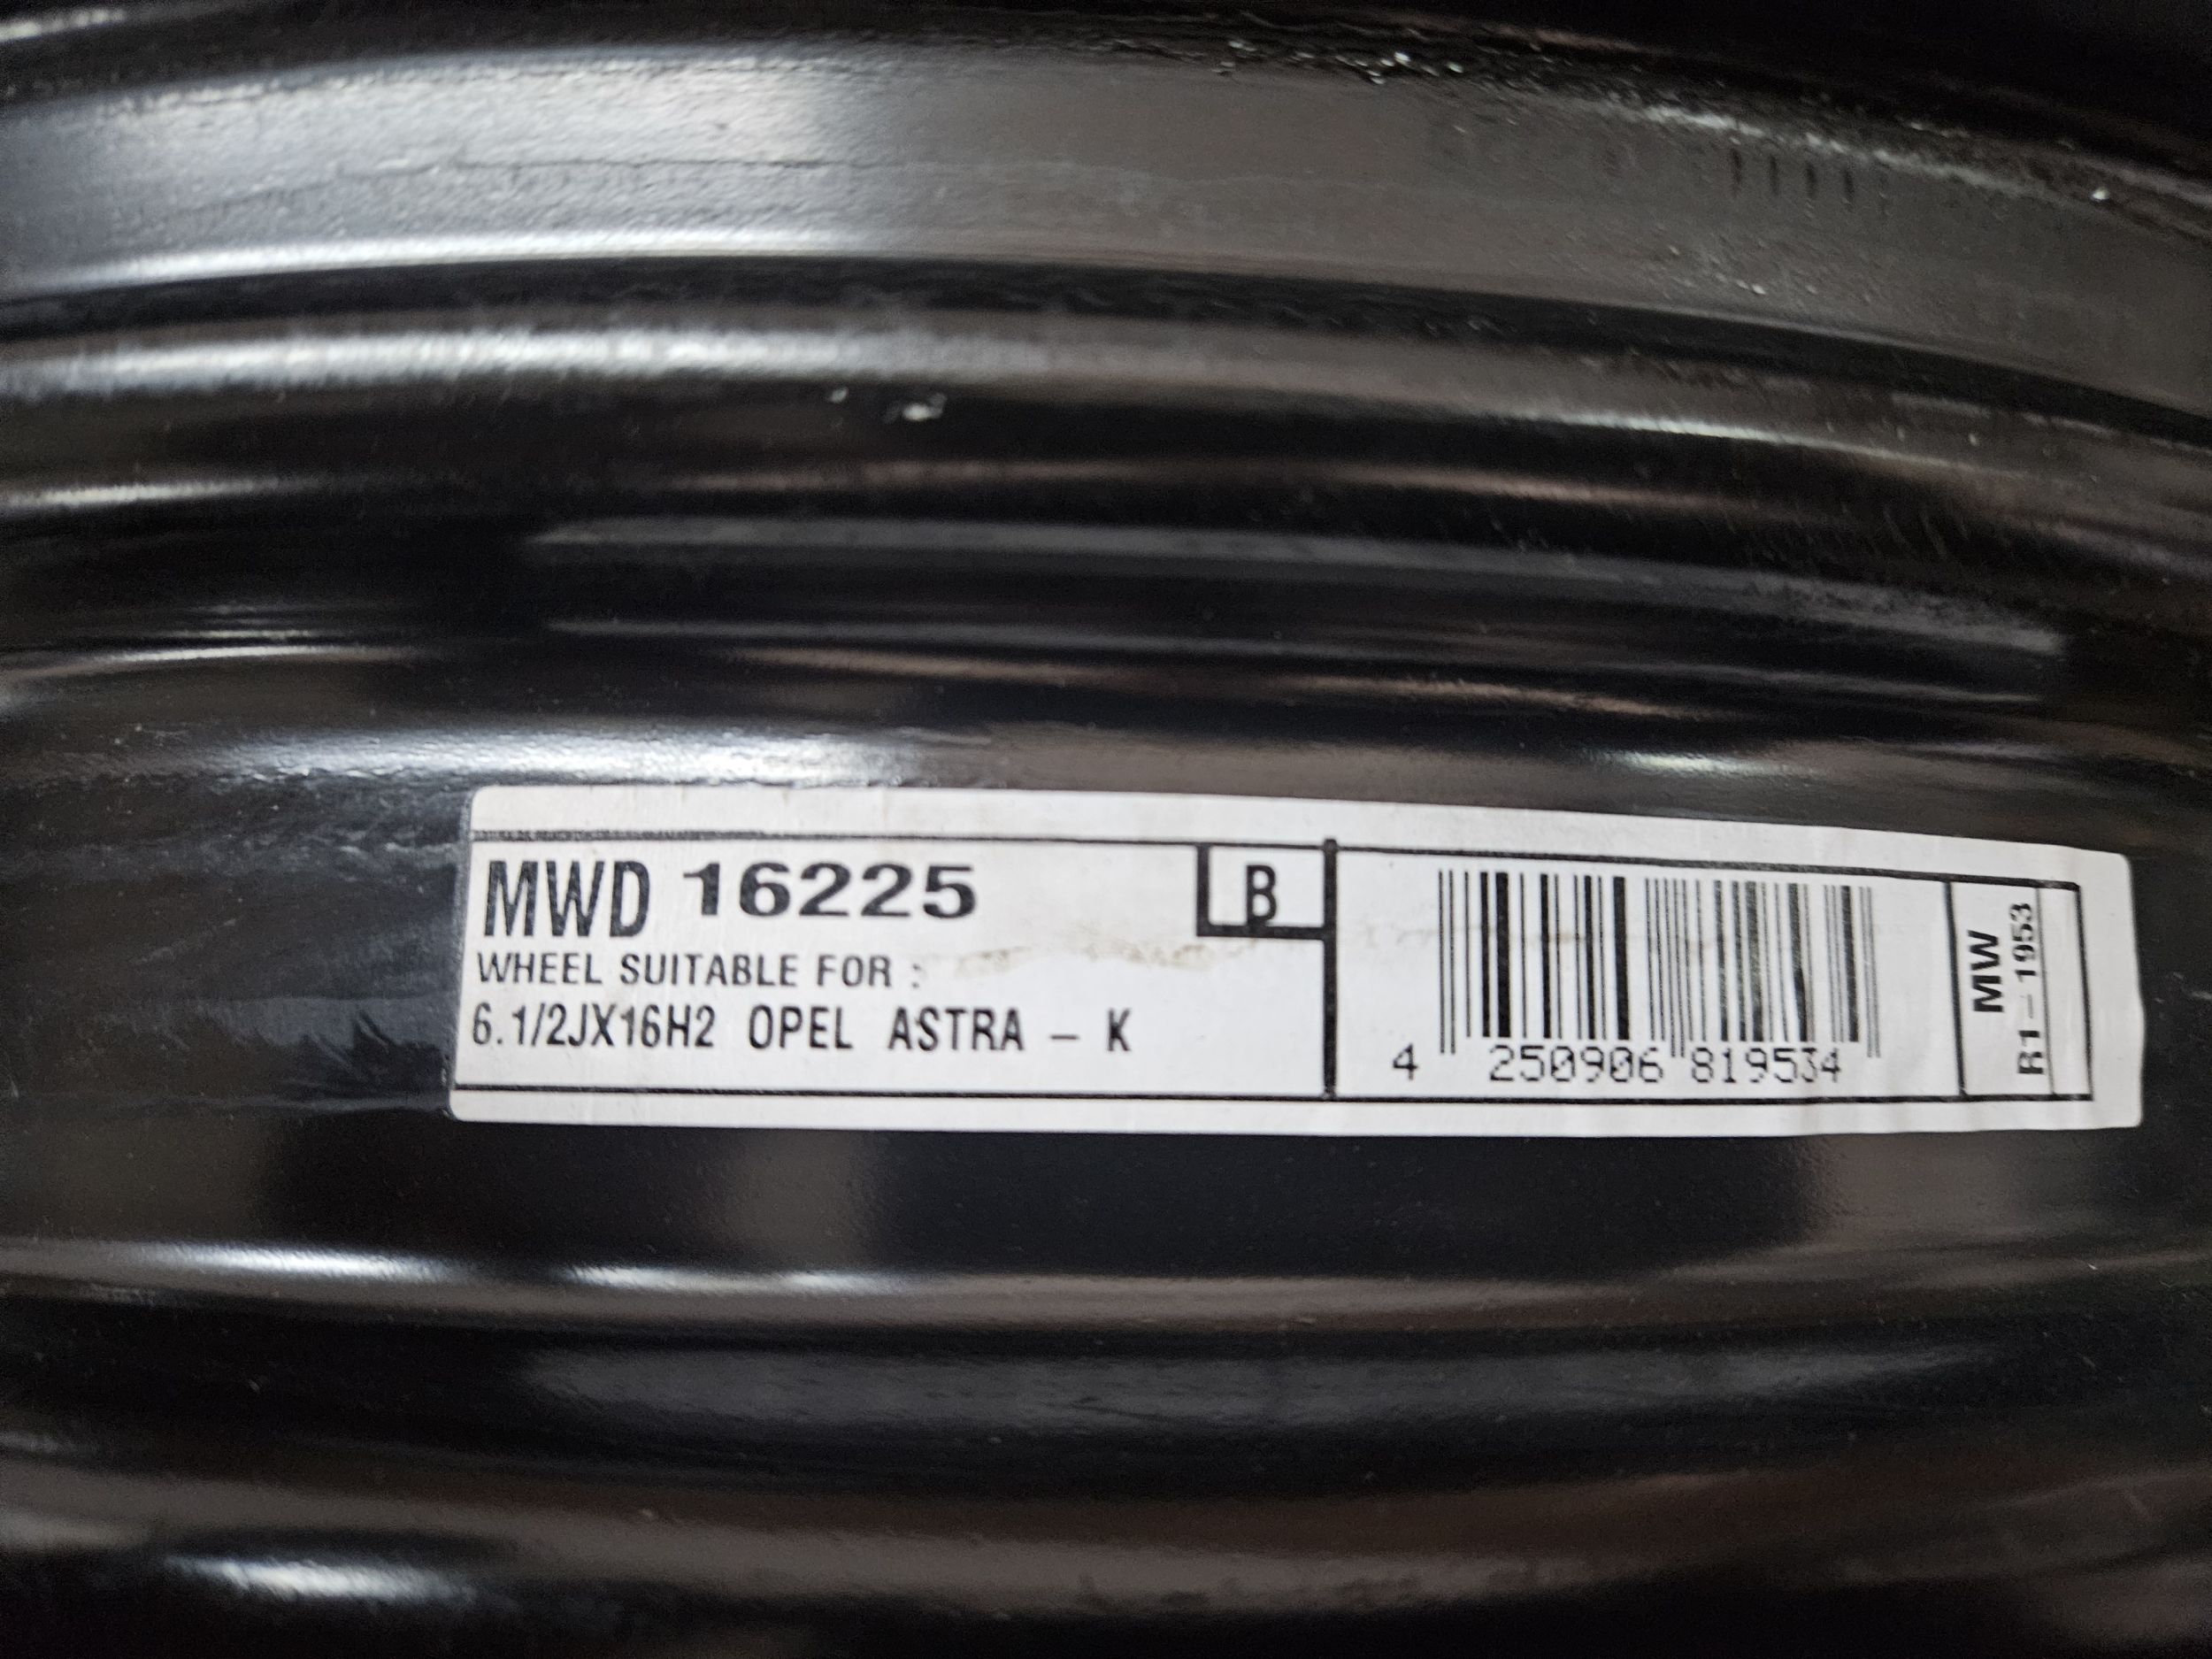 MWD 16225
B
WHEEL SUITABLE FOR :
6.1/2JX16H2 OPEL ASTRA - K
4 250906 819534
MW
R1-1953